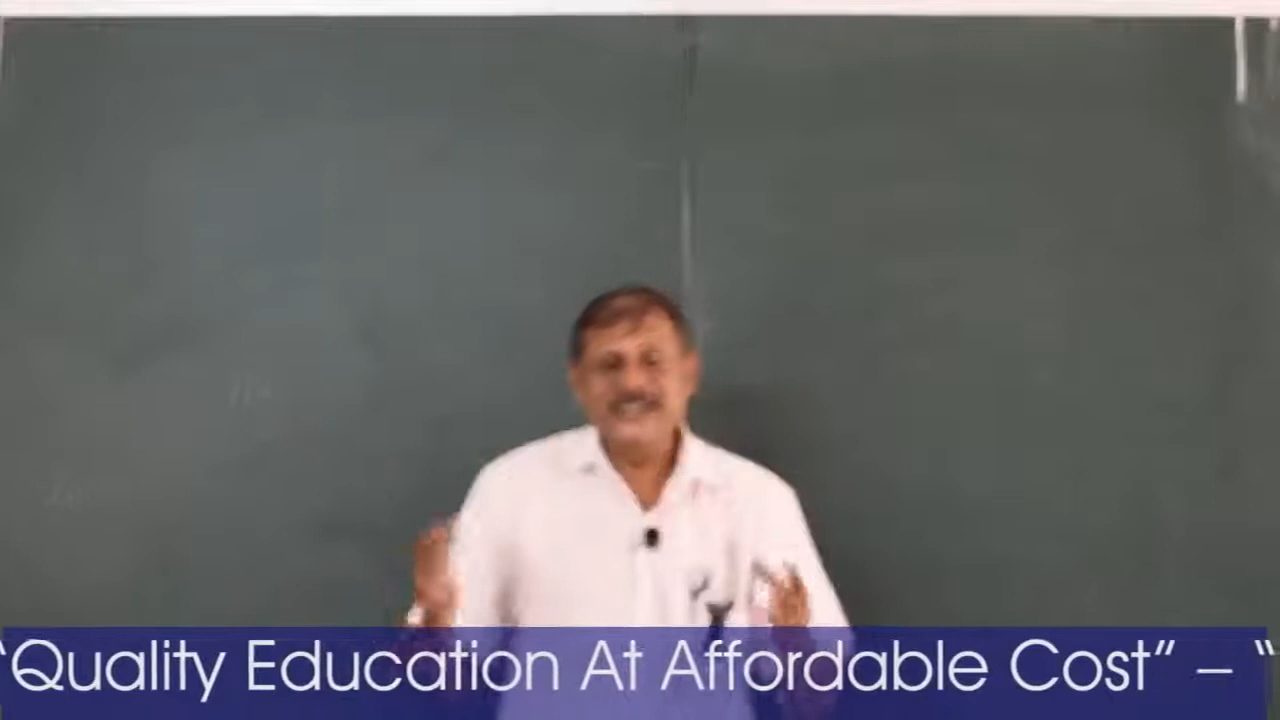 “Quality Education At Affordable Cost” – “